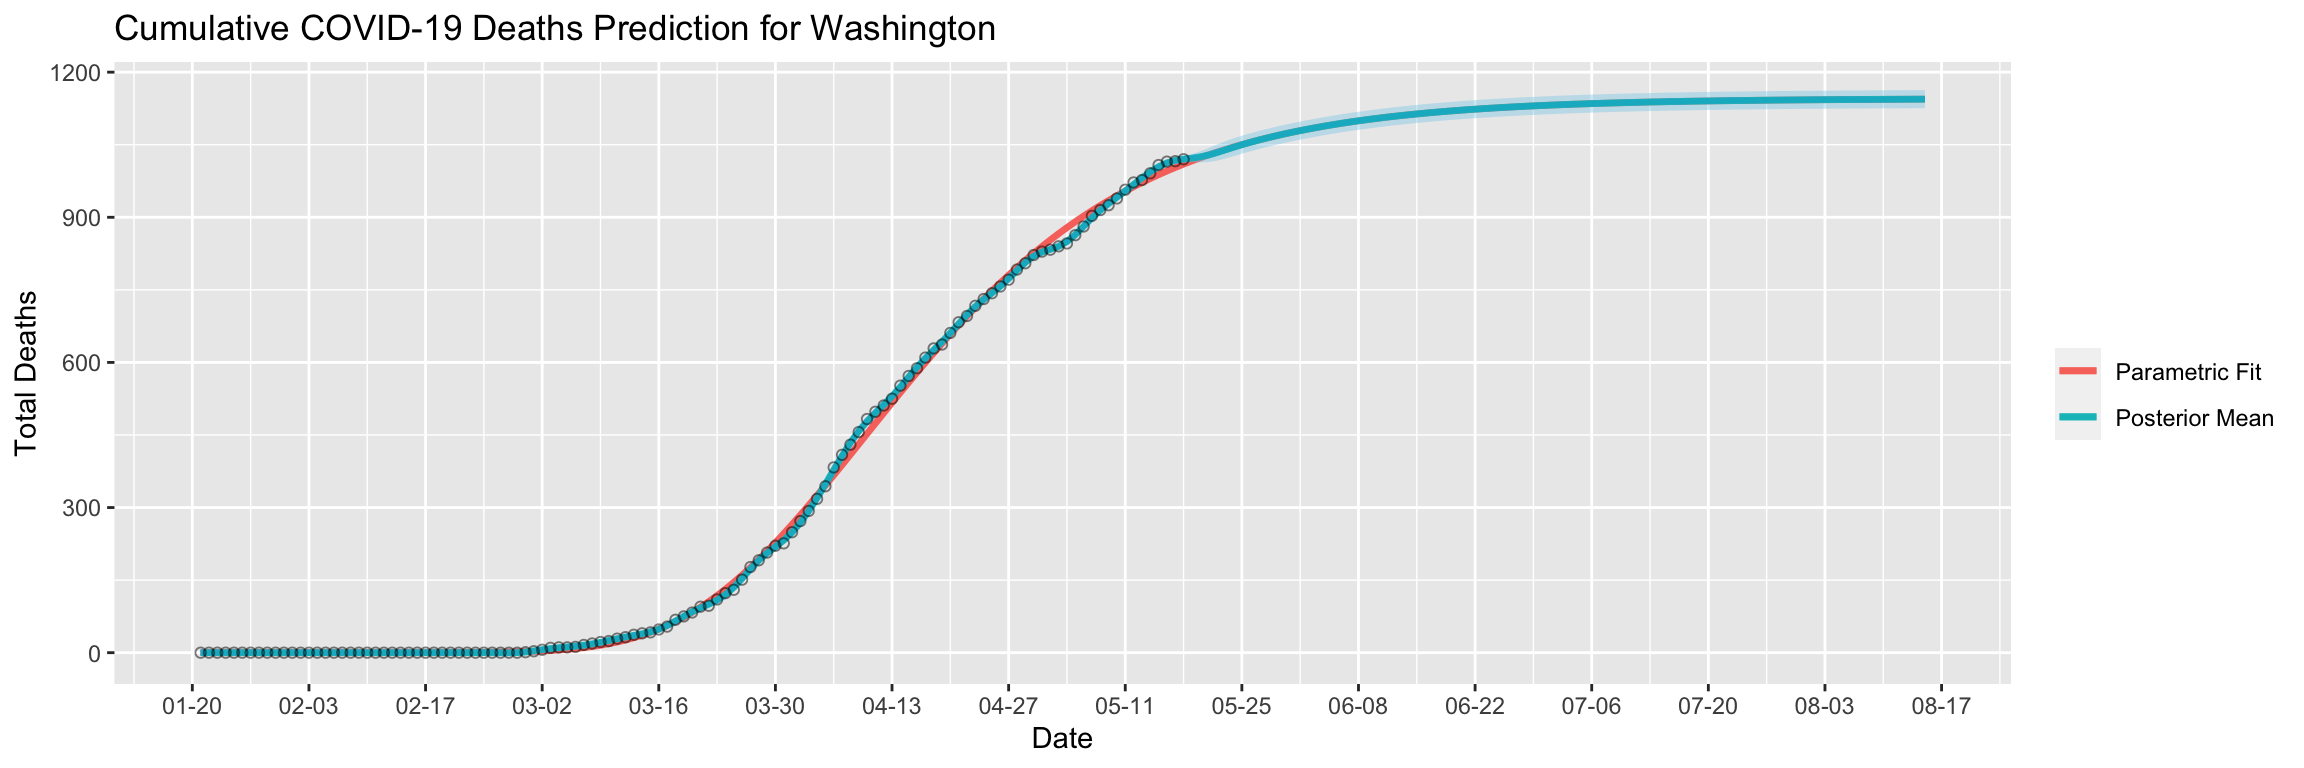 Cumulative COVID-19 Deaths Prediction for Washington
1200
900
600
300
0
Total Deaths
01-20 02-03 02-17 03-02 03-16 03-30 04-13 04-27 05-11 05-25 06-08 06-22 07-06 07-20 08-03 08-17
Date
Parametric Fit
Posterior Mean